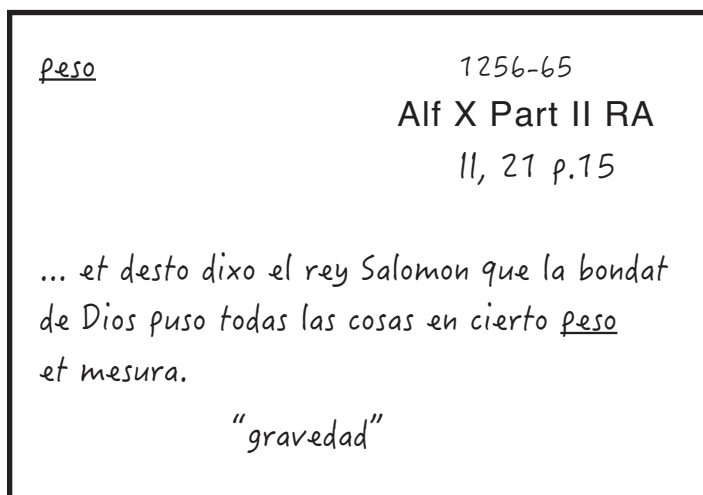 peso
1256-65
Alf X Part II RA
II, 21 p.15
... et desto dixo el rey Salomon que la bondat
de Dios puso todas las cosas en cierto peso
et mesura.
“gravedad”